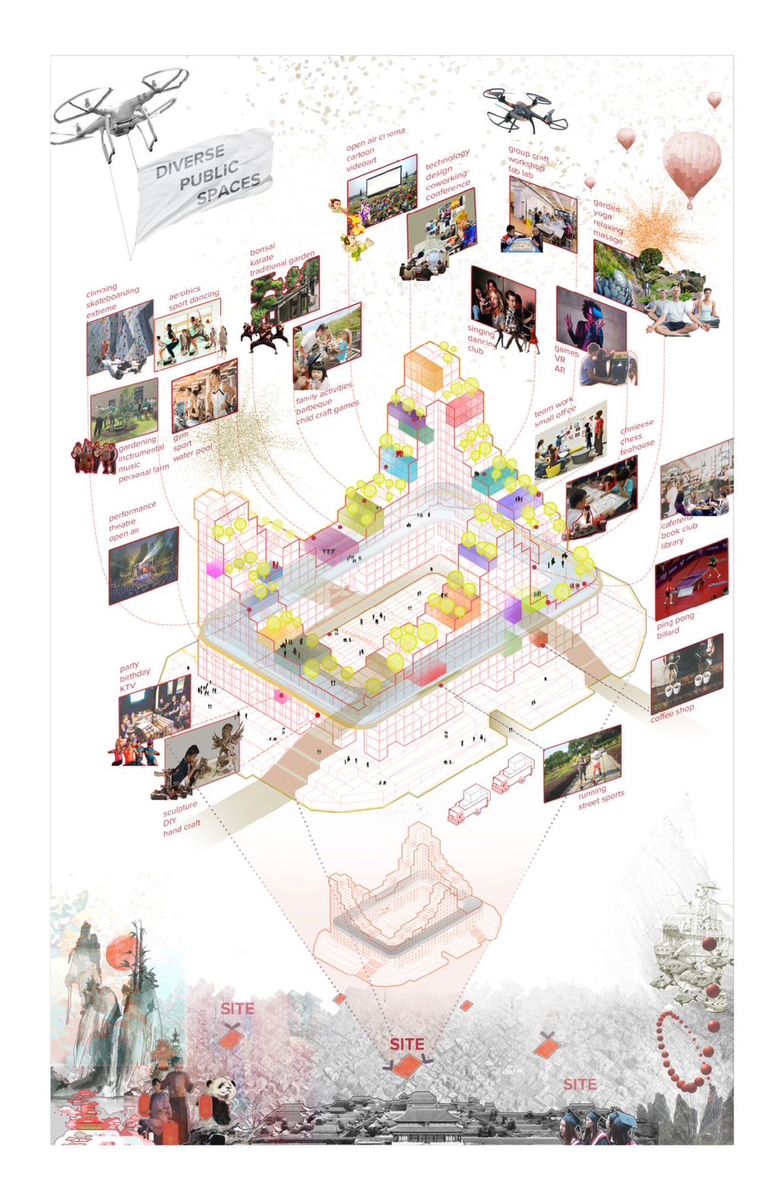 DIVERSE
PUBLIC
SPACES
open air cinema
cartoon
videoart
technology
design
coworking
conference
group craft
workshop
fab lab
garden
yoga
relaxing
masage
bonsai
karate
traditional garden
climbing
skateboarding
extreme
aerobics
sport dancing
singing
dancing
club
games
VR
AR
family activities
barbeque
child craft games
team work
small office
chnieese
chess
teahouse
gardening
inctrumental
music
personal farm
gym
sport
water pool
cafeteria
book club
library
performance
theatre
open air
ping pong
billard
party
birthday
KTV
coffee shop
running
street sports
sculpture
DIY
hand craft
SITE
SITE
SITE